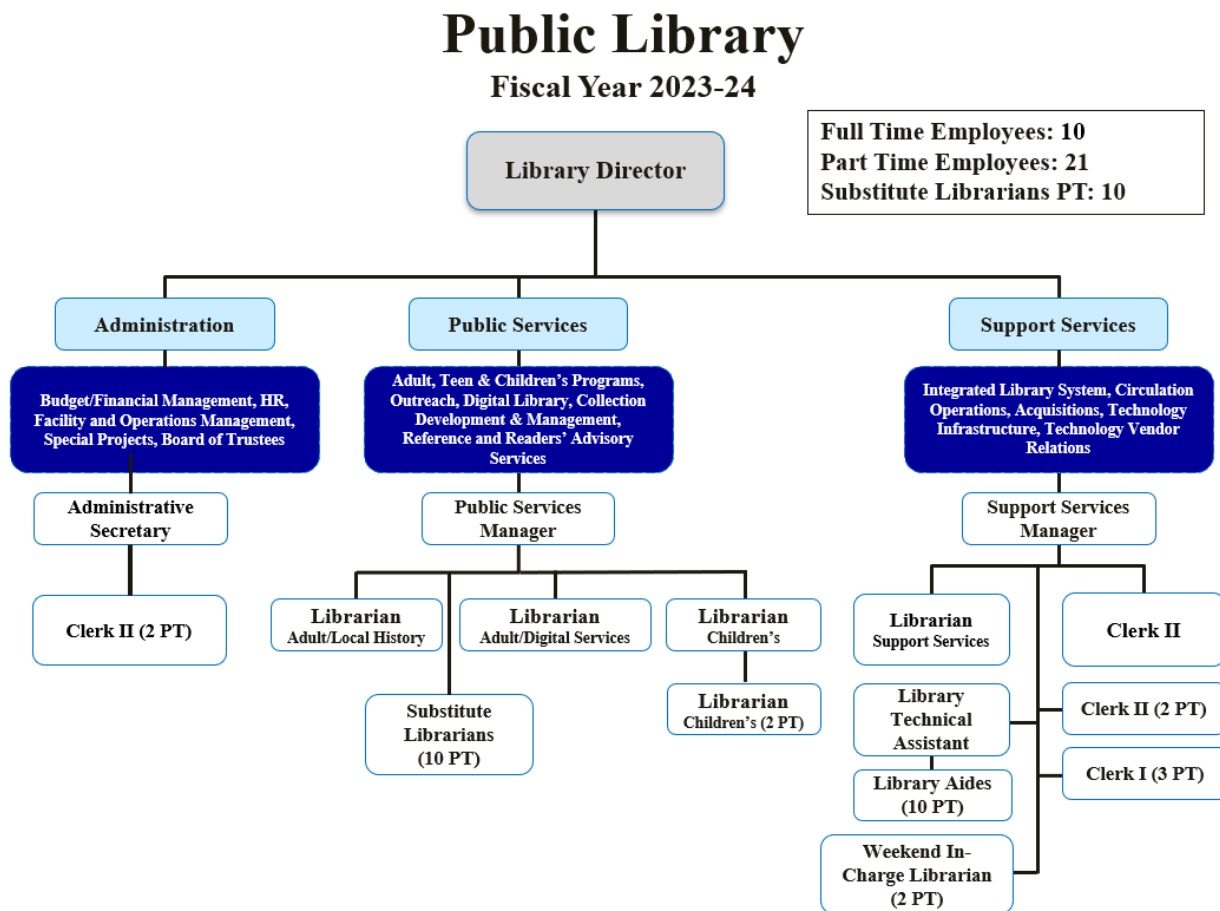 Public Library
Fiscal Year 2023-24
Full Time Employees: 10
Part Time Employees: 21
Substitute Librarians PT: 10
Library Director
Administration
Public Services
Support Services
Budget/Financial Management, HR,
Facility and Operations Management,
Special Projects, Board of Trustees
Adult, Teen & Children’s Programs,
Outreach, Digital Library, Collection
Development & Management,
Reference and Readers’ Advisory
Services
Integrated Library System, Circulation
Operations, Acquisitions, Technology
Infrastructure, Technology Vendor
Relations
Administrative
Secretary
Public Services
Manager
Support Services
Manager
Clerk II (2 PT)
Librarian
Adult/Local History
Librarian
Adult/Digital Services
Librarian
Children’s
Substitute
Librarians
(10 PT)
Librarian
Children’s (2 PT)
Librarian
Support Services
Clerk II
Library
Technical
Assistant
Clerk II (2 PT)
Clerk I (3 PT)
Library Aides
(10 PT)
Weekend In-
Charge Librarian
(2 PT)